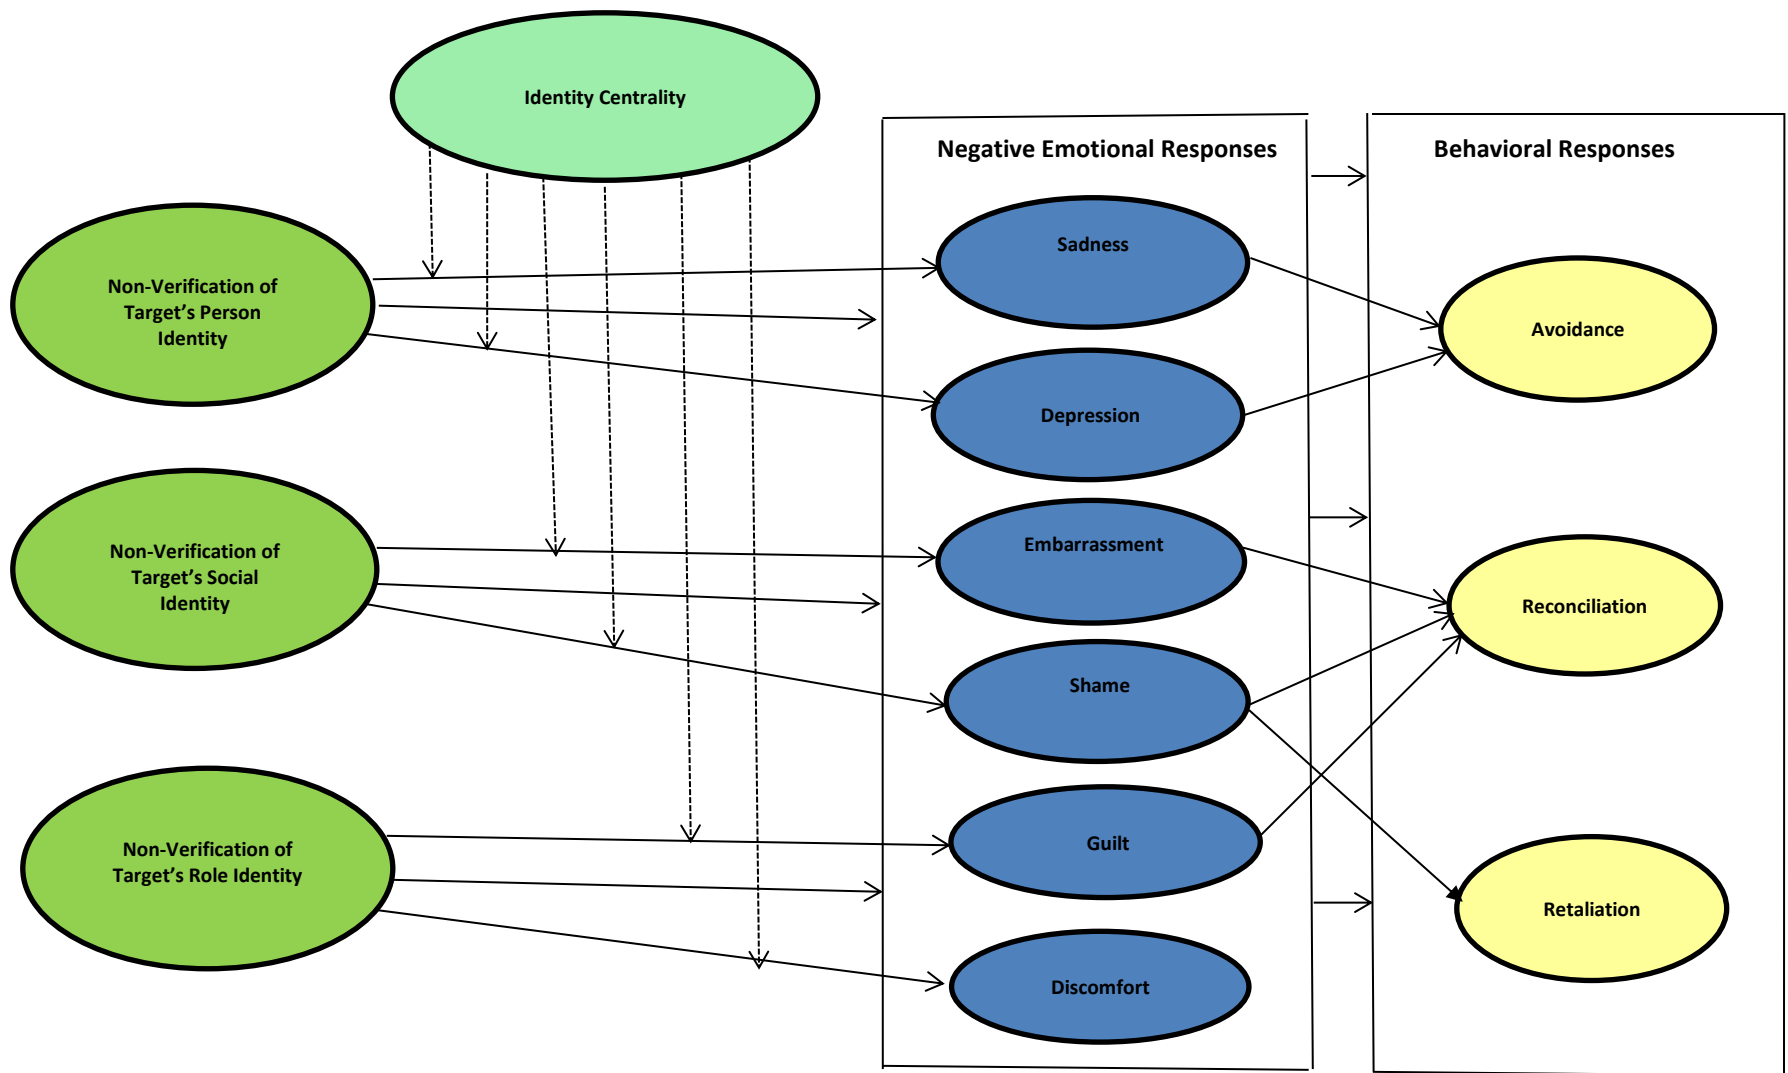 Identity Centrality
Negative Emotional Responses
Behavioral Responses
Sadness
Non-Verification of
Target’s Person
Identity
Avoidance
Depression
Embarrassment
Non-Verification of
Target’s Social
Identity
Reconciliation
Shame
Non-Verification of
Target’s Role Identity
Guilt
Retaliation
Discomfort